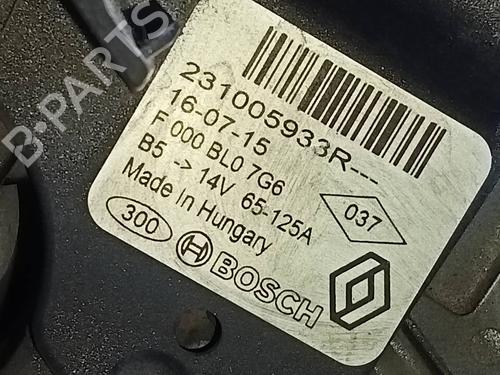 231005933R---
16-07-15
F 000 BL0 7G6
B5 -> 14V 65-125A
Made In Hungary
037
300
BOSCH
B-PARTS